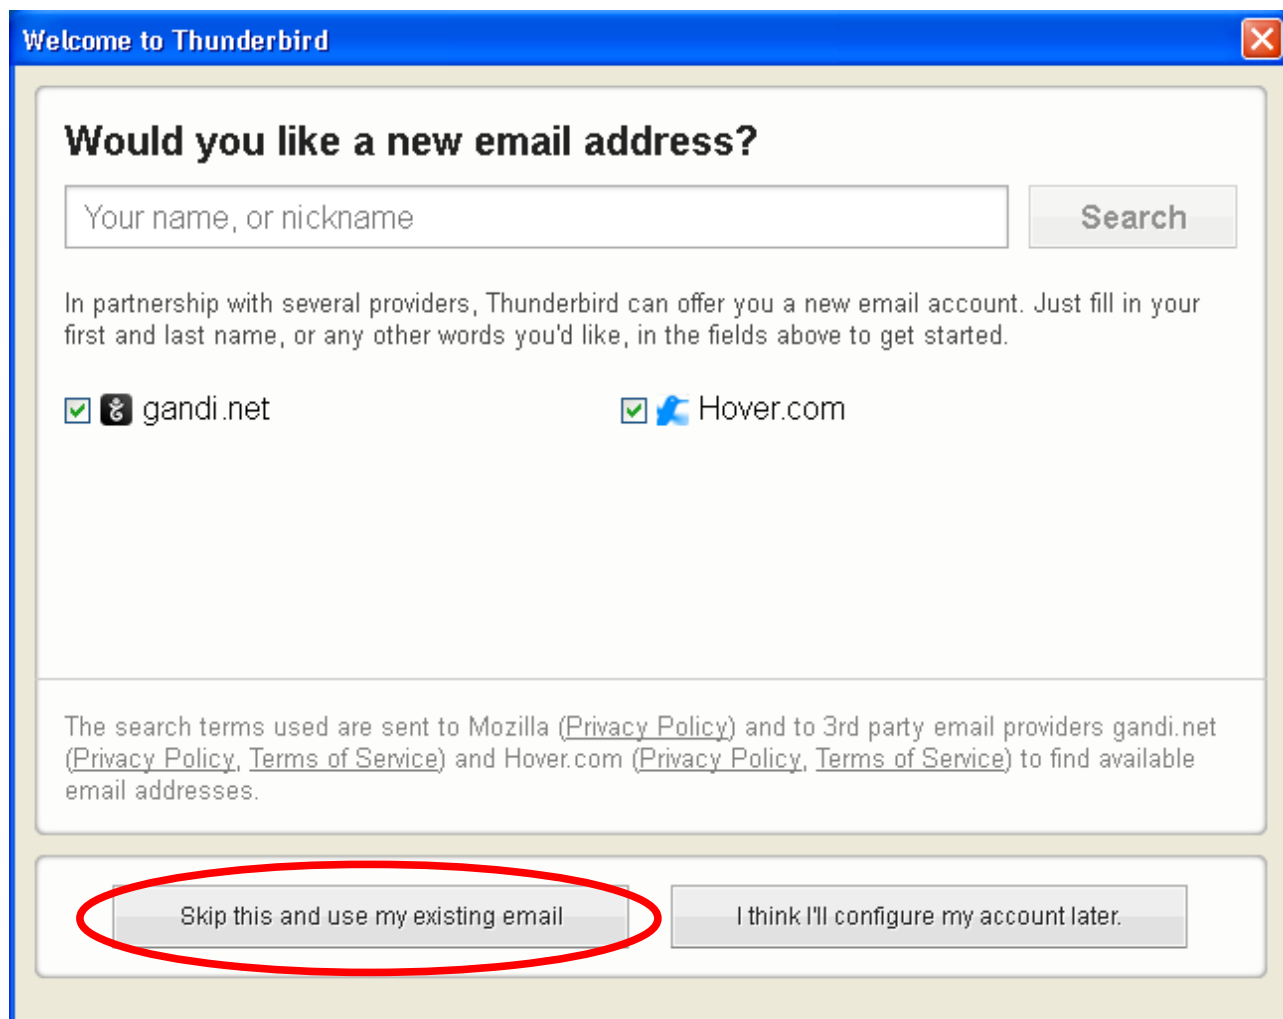 Welcome to Thunderbird
Would you like a new email address?
Your name, or nickname
Search
In partnership with several providers, Thunderbird can offer you a new email account. Just fill in your
first and last name, or any other words you'd like, in the fields above to get started.
gandi.net
Hover.com
The search terms used are sent to Mozilla (Privacy Policy) and to 3rd party email providers gandi.net
(Privacy Policy, Terms of Service) and Hover.com (Privacy Policy, Terms of Service) to find available
email addresses.
Skip this and use my existing email
I think I'll configure my account later.